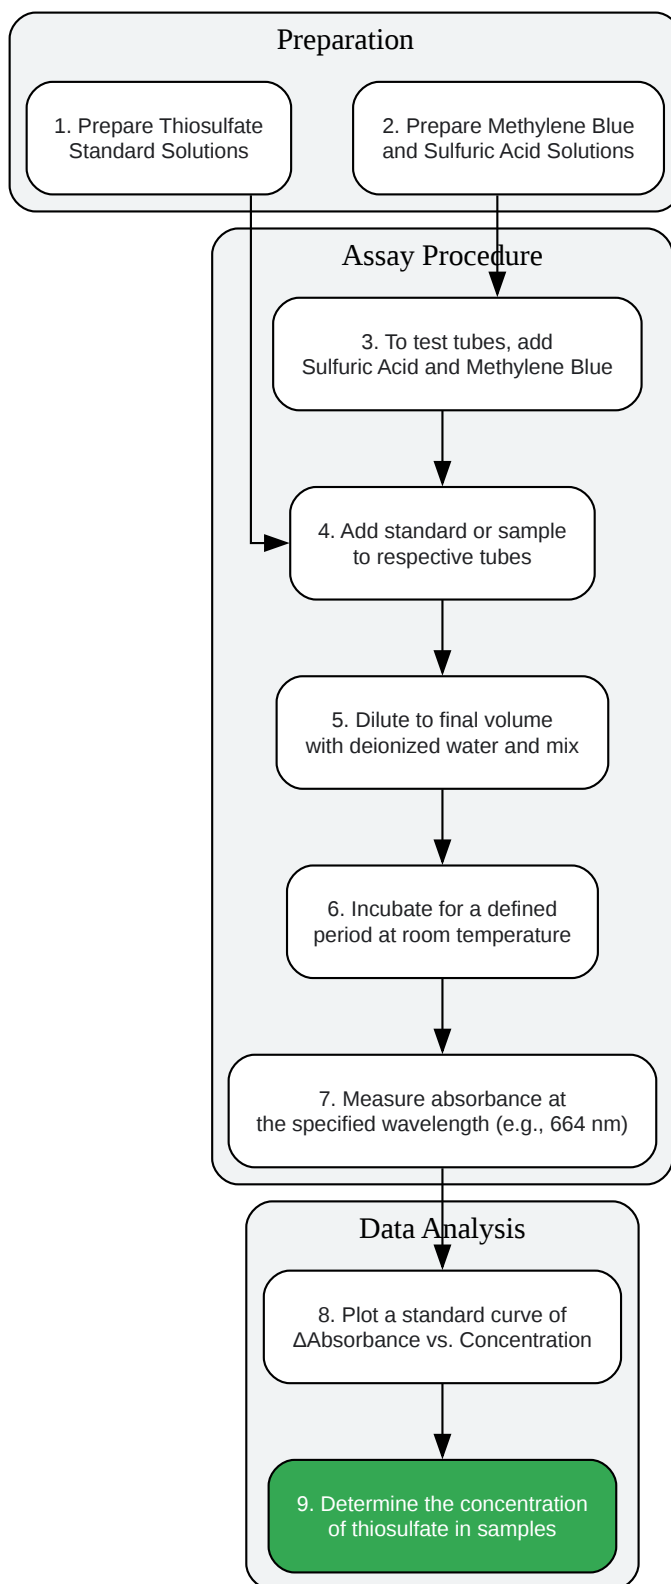 Preparation
1. Prepare Thiosulfate
Standard Solutions
2. Prepare Methylene Blue
and Sulfuric Acid Solutions
Assay Procedure
3. To test tubes, add
Sulfuric Acid and Methylene Blue
4. Add standard or sample
to respective tubes
5. Dilute to final volume
with deionized water and mix
6. Incubate for a defined
period at room temperature
7. Measure absorbance at
the specified wavelength (e.g., 664 nm)
Data Analysis
8. Plot a standard curve of
ΔAbsorbance vs. Concentration
9. Determine the concentration
of thiosulfate in samples